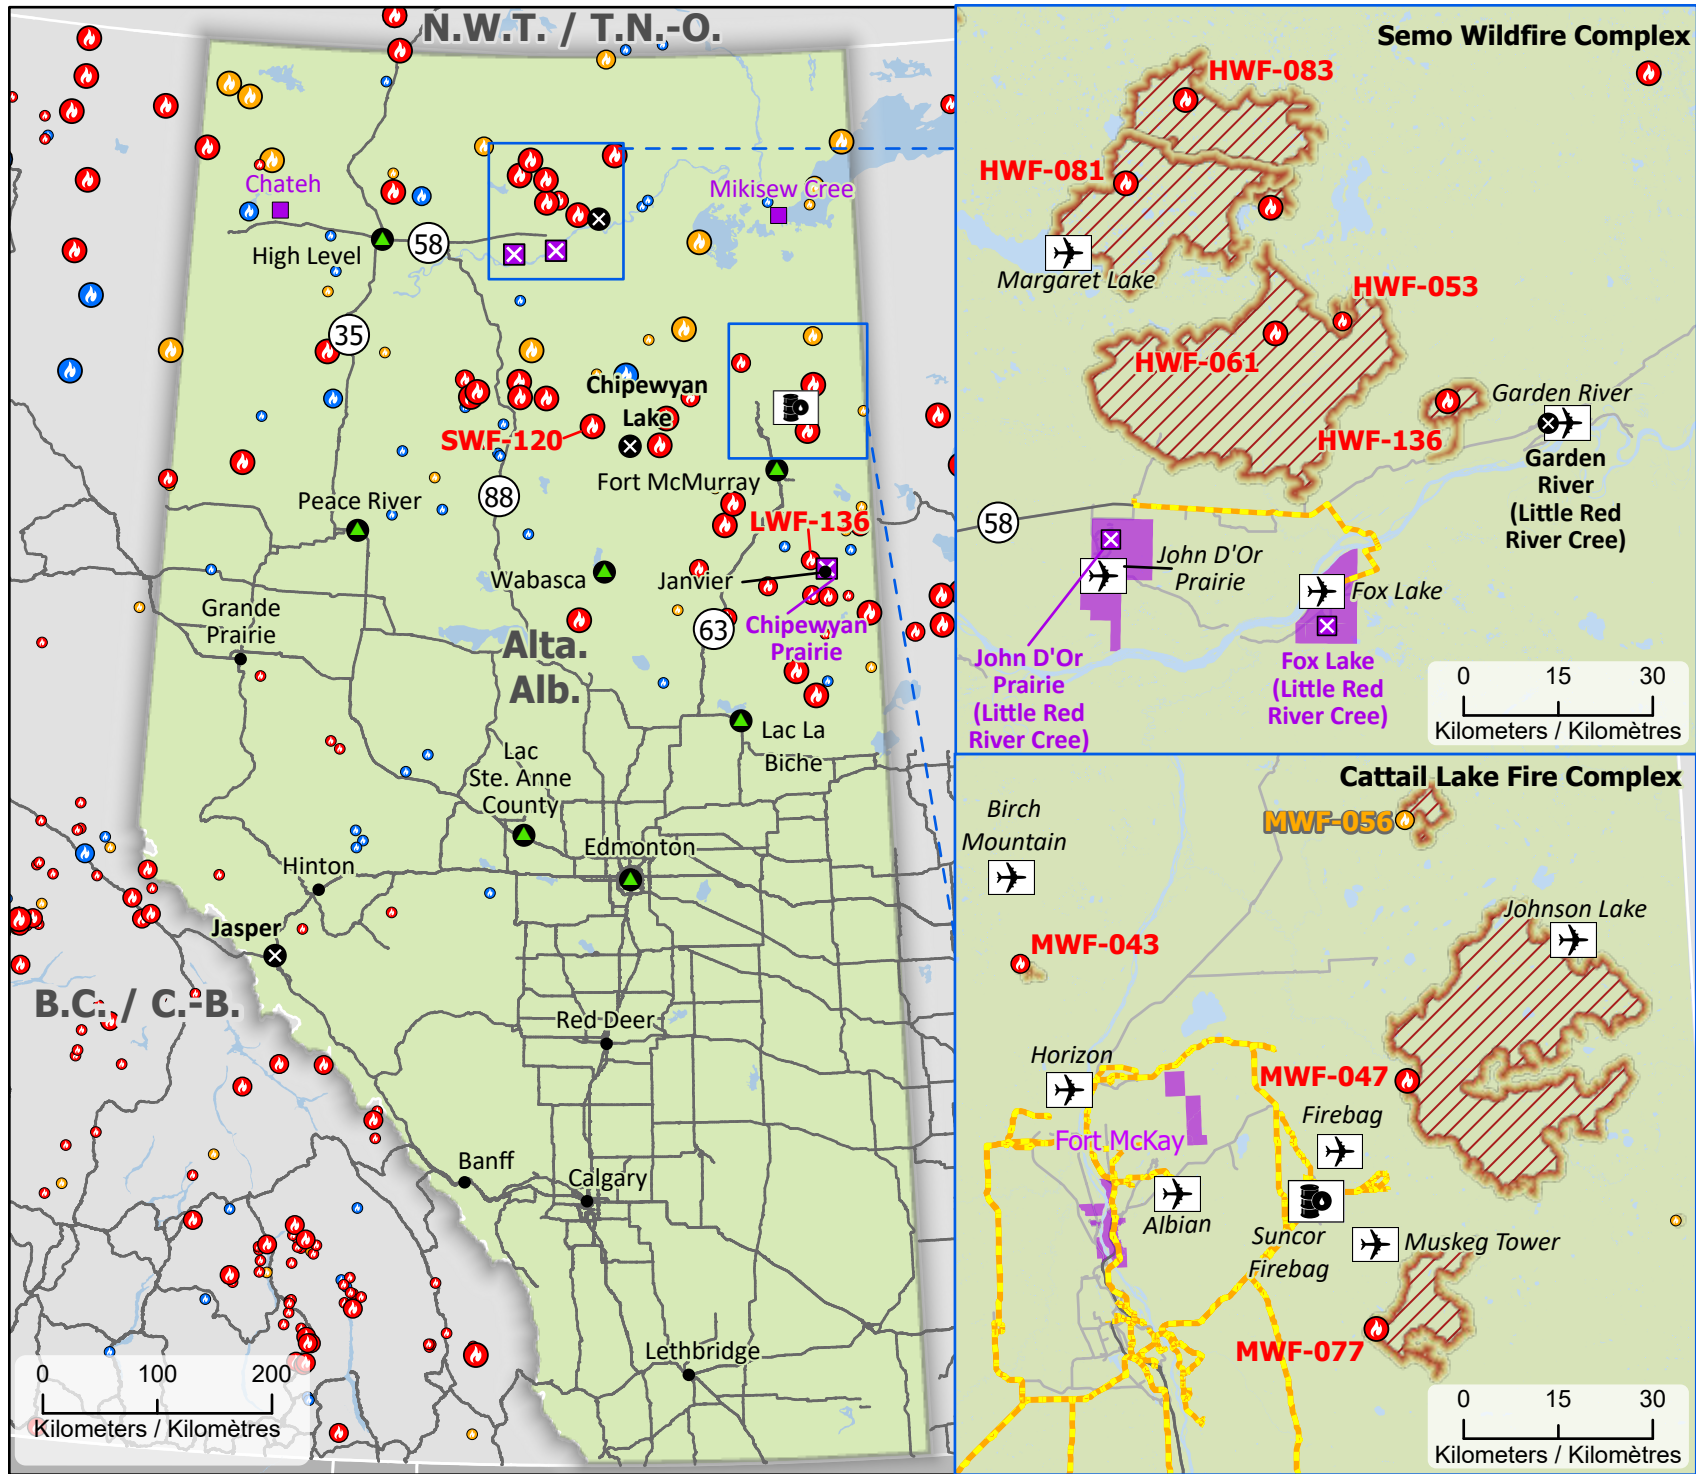 N.W.T. / T.N.-O.
Chateh
High Level
58
Mikisew Cree
35
Chipewyan
Lake
SWF-120
Fort McMurray
Peace River
88
LWF-136
Wabasca
Janvier
Grande
Prairie
63
Chipewyan
Prairie
Alta.
Alb.
Lac La
Biche
Lac
Ste. Anne
County
Edmonton
Hinton
Jasper
B.C. / C.-B.
Red Deer
Banff
Calgary
Lethbridge
0 100 200
Kilometers / Kilomètres
Semo Wildfire Complex
HWF-083
HWF-081
Margaret Lake
HWF-053
HWF-061
Garden River
HWF-136
Garden
River
(Little Red
River Cree)
58
John D'Or
Prairie
Fox Lake
John D'Or
Prairie
(Little Red
River Cree)
Fox Lake
(Little Red
River Cree)
0 15 30
Kilometers / Kilomètres
Cattail Lake Fire Complex
Birch
Mountain
MWF-056
Johnson Lake
MWF-043
Horizon
MWF-047
Firebag
Fort McKay
Albian
Suncor
Firebag
Muskeg Tower
MWF-077
0 15 30
Kilometers / Kilomètres